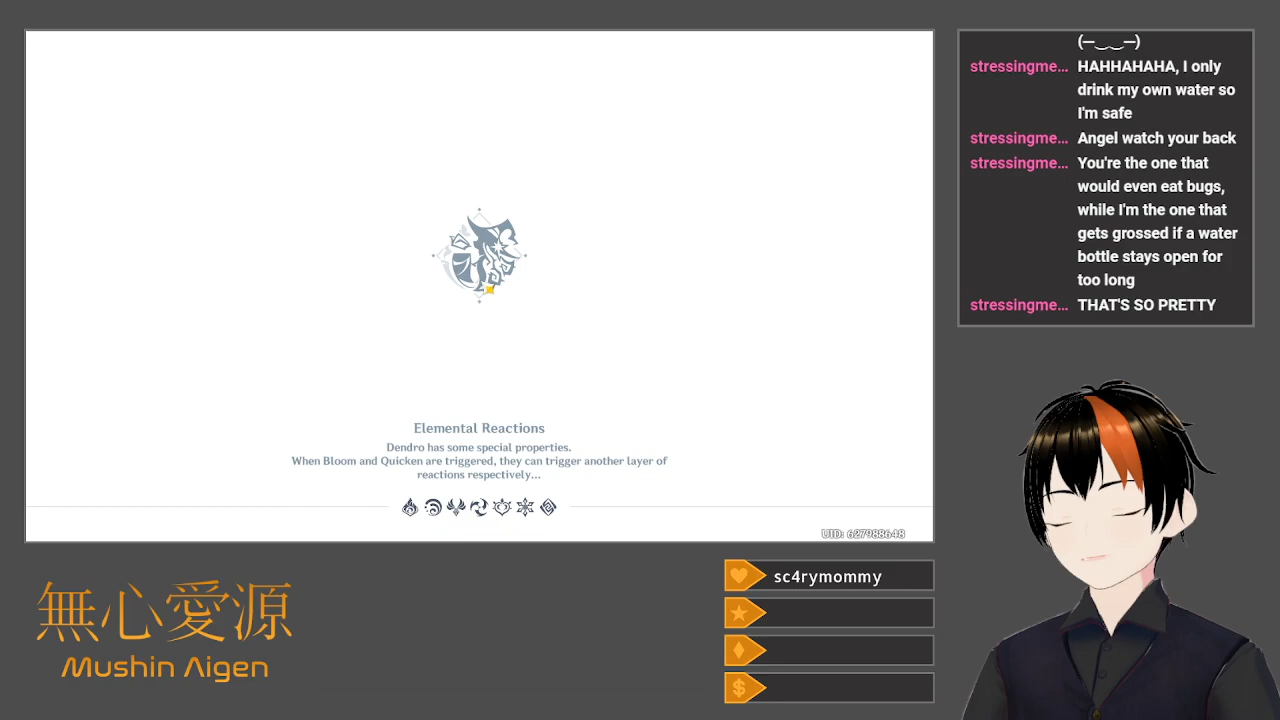 Elemental Reactions
Dendro has some special properties.
When Bloom and Quicken are triggered, they can trigger another layer of
reactions respectively...
UID: 627988648
(—‿‿—)
stressingme... HAHHAHAHA, I only
drink my own water so
I'm safe
stressingme... Angel watch your back
stressingme... You're the one that
would even eat bugs,
while I'm the one that
gets grossed if a water
bottle stays open for
too long
stressingme... THAT'S SO PRETTY
無心愛源
Mushin Aigen
sc4rymommy